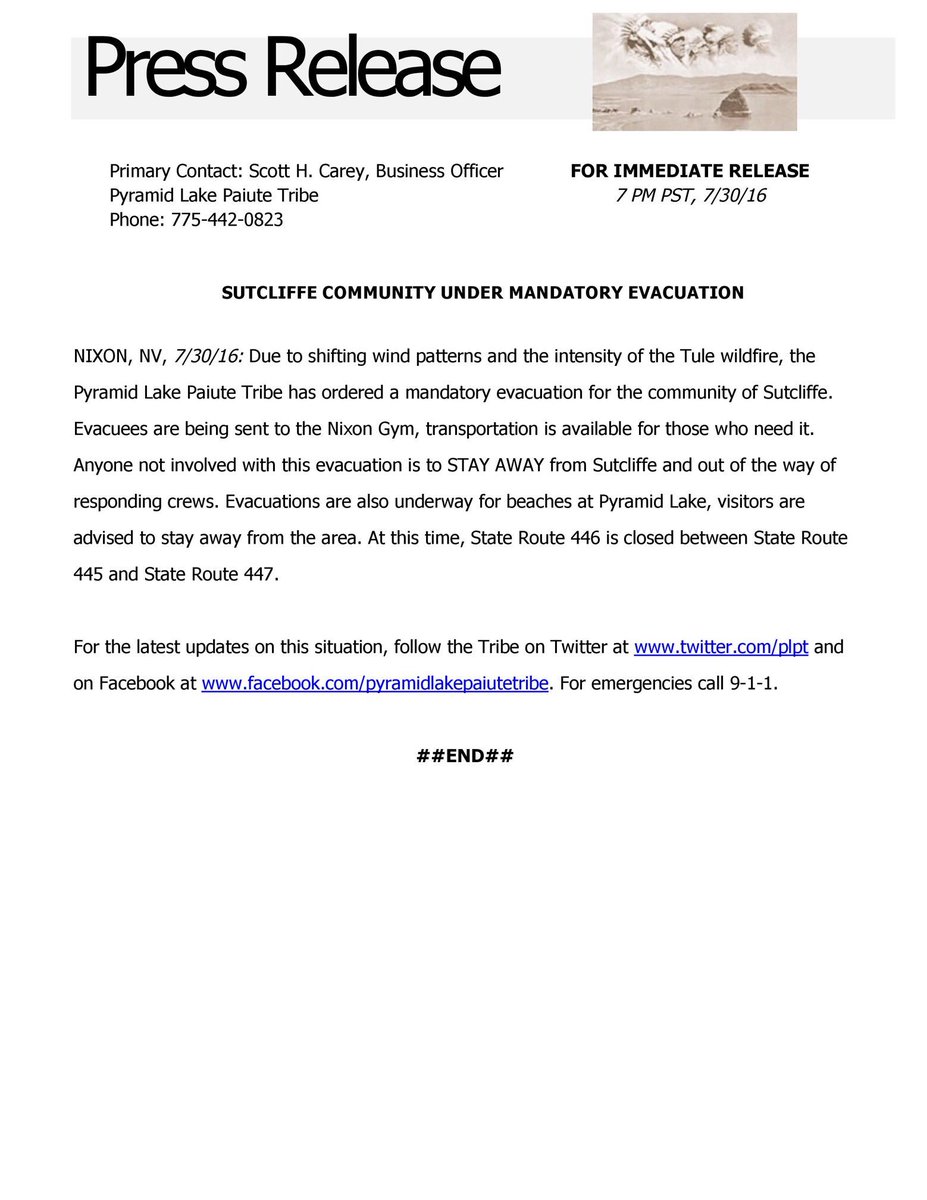 Press Release
Primary Contact: Scott H. Carey, Business Officer
FOR IMMEDIATE RELEASE
Pyramid Lake Paiute Tribe
7 PM PST, 7/30/16
Phone: 775-442-0823
SUTCLIFFE COMMUNITY UNDER MANDATORY EVACUATION
NIXON, NV, 7/30/16: Due to shifting wind patterns and the intensity of the Tule wildfire, the
Pyramid Lake Paiute Tribe has ordered a mandatory evacuation for the community of Sutcliffe.
Evacuees are being sent to the Nixon Gym, transportation is available for those who need it.
Anyone not involved with this evacuation is to STAY AWAY from Sutcliffe and out of the way of
responding crews. Evacuations are also underway for beaches at Pyramid Lake, visitors are
advised to stay away from the area. At this time, State Route 446 is closed between State Route
445 and State Route 447.
For the latest updates on this situation, follow the Tribe on Twitter at www.twitter.com/plpt and
on Facebook at www.facebook.com/pyramidlakepaiutetribe. For emergencies call 9-1-1.
##END##